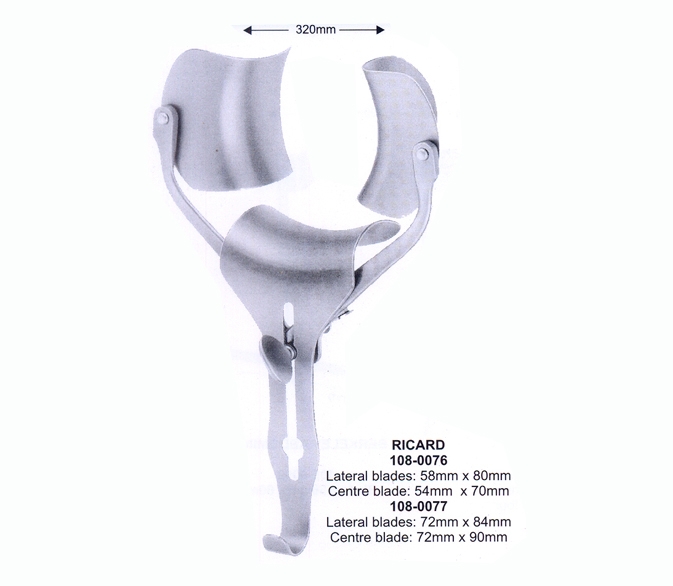 320mm
RICARD
108-0076
Lateral blades: 58mm x 80mm
Centre blade: 54mm x 70mm
108-0077
Lateral blades: 72mm x 84mm
Centre blade: 72mm x 90mm